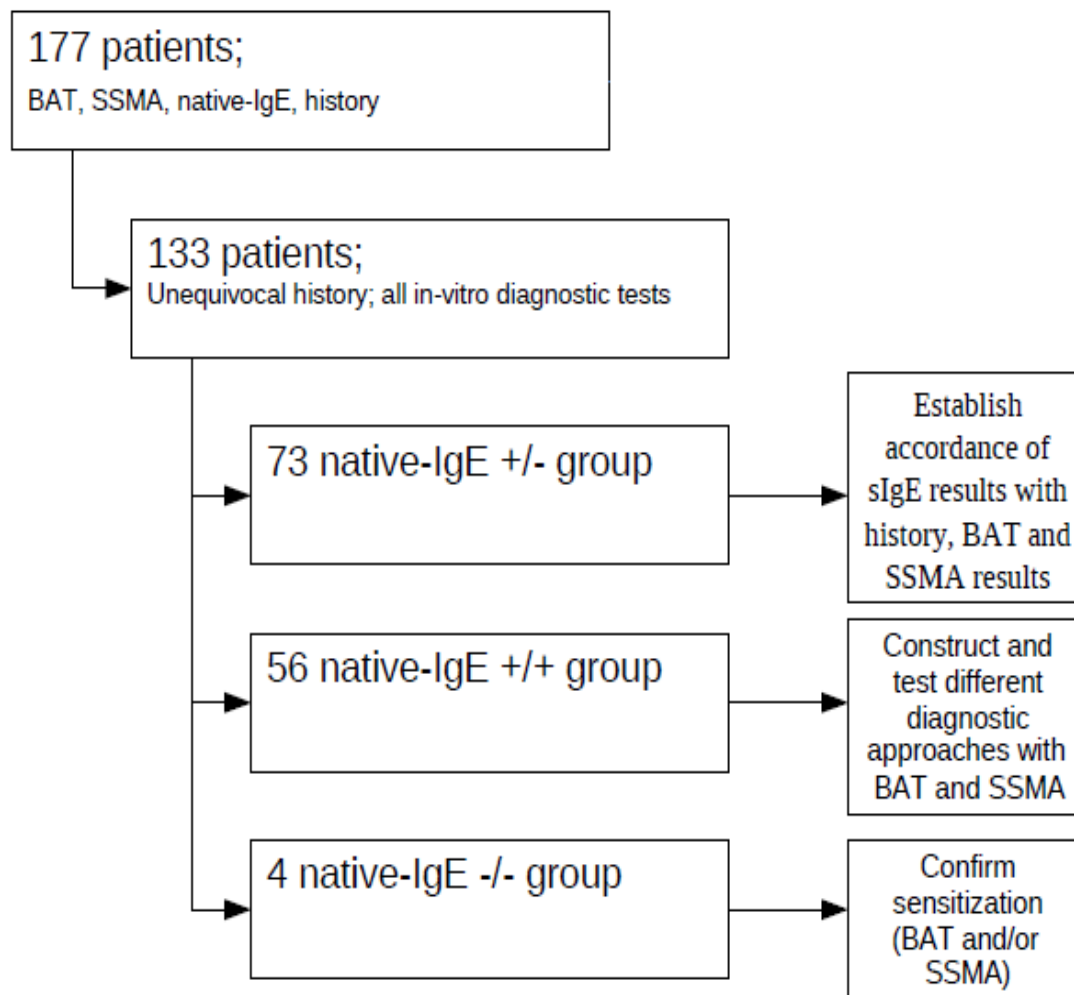 177 patients;
BAT, SSMA, native-IgE, history
133 patients;
Unequivocal history; all in-vitro diagnostic tests
73 native-IgE +/- group
Establish
accordance of
sIgE results with
history, BAT and
SSMA results
56 native-IgE +/+ group
Construct and
test different
diagnostic
approaches with
BAT and SSMA
4 native-IgE -/- group
Confirm
sensitization
(BAT and/or
SSMA)